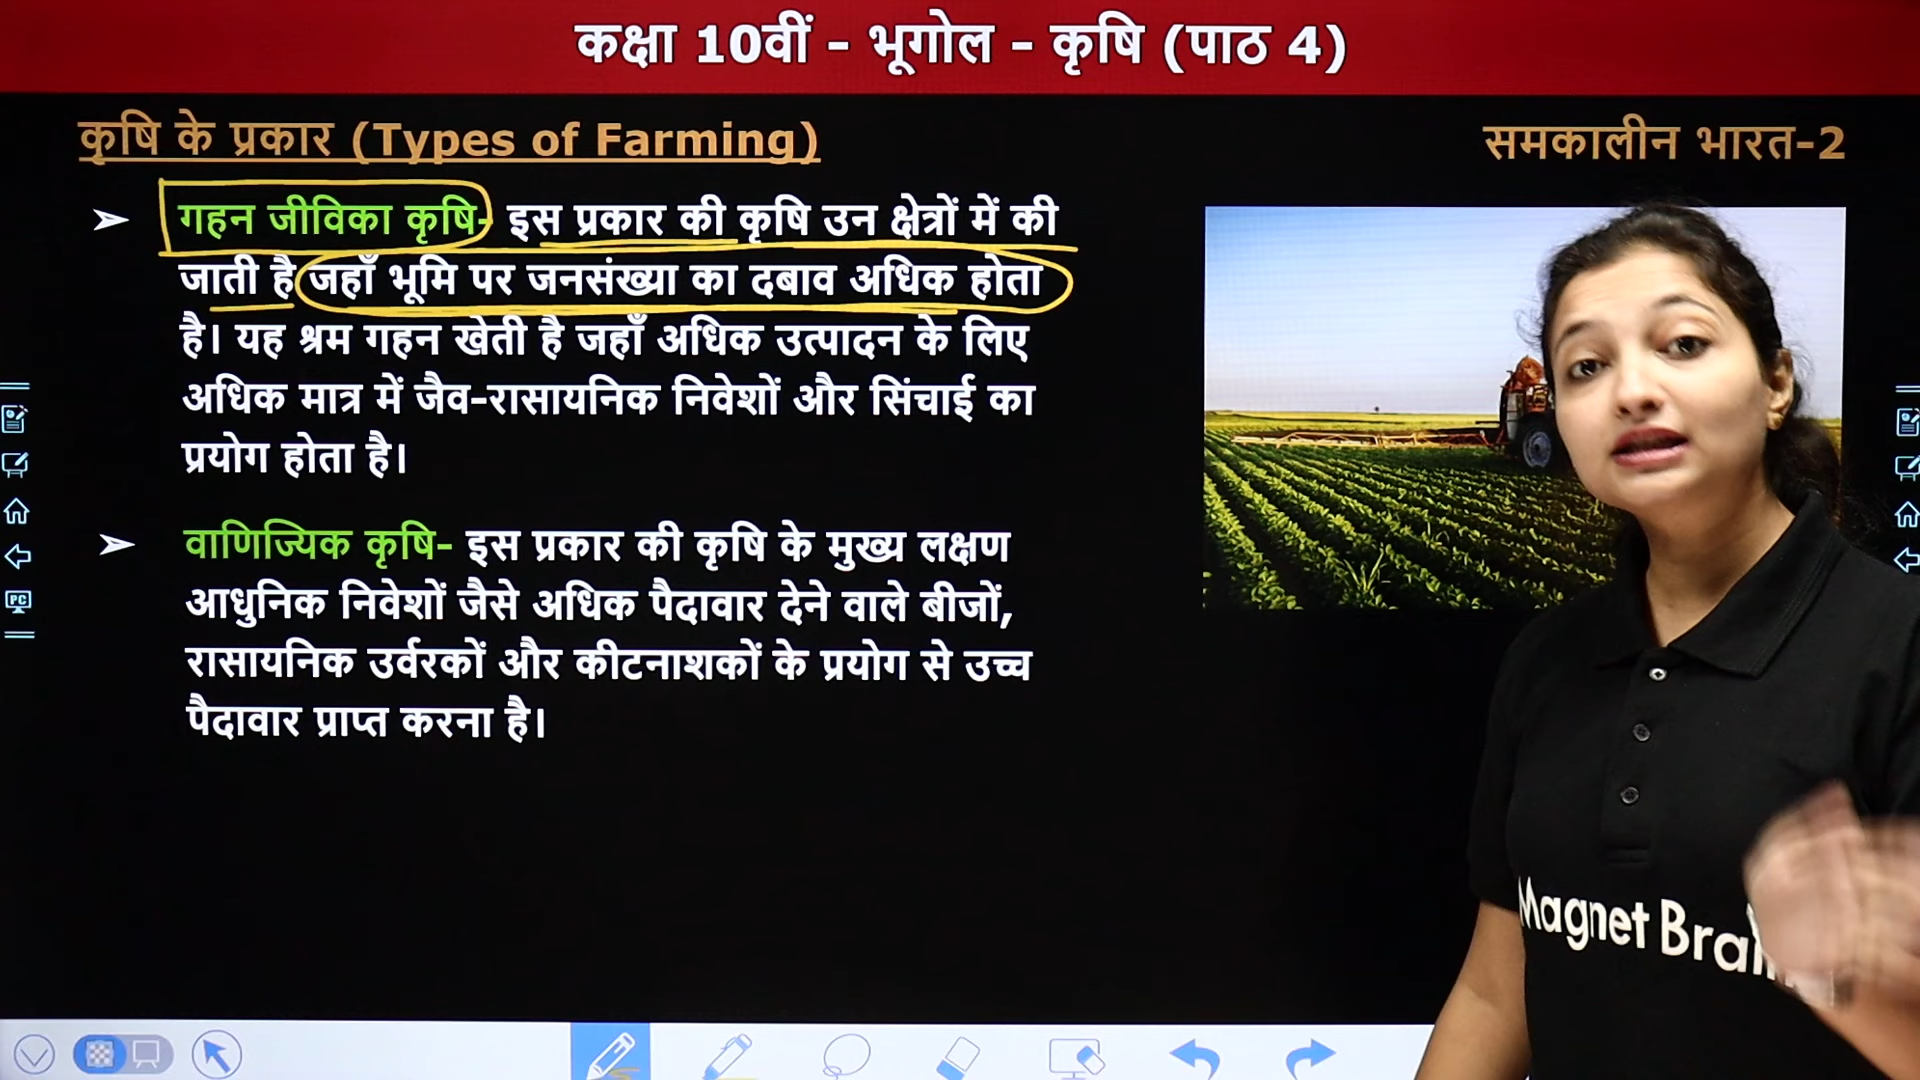 कक्षा 10वीं - भूगोल - कृषि (पाठ 4)
कृषि के प्रकार (Types of Farming)
समकालीन भारत-2
गहन जीविका कृषि- इस प्रकार की कृषि उन क्षेत्रों में की
जाती है जहाँ भूमि पर जनसंख्या का दबाव अधिक होता
है। यह श्रम गहन खेती है जहाँ अधिक उत्पादन के लिए
अधिक मात्र में जैव-रासायनिक निवेशों और सिंचाई का
प्रयोग होता है।
वाणिज्यिक कृषि- इस प्रकार की कृषि के मुख्य लक्षण
आधुनिक निवेशों जैसे अधिक पैदावार देने वाले बीजों,
रासायनिक उर्वरकों और कीटनाशकों के प्रयोग से उच्च
पैदावार प्राप्त करना है।
PC
Magnet